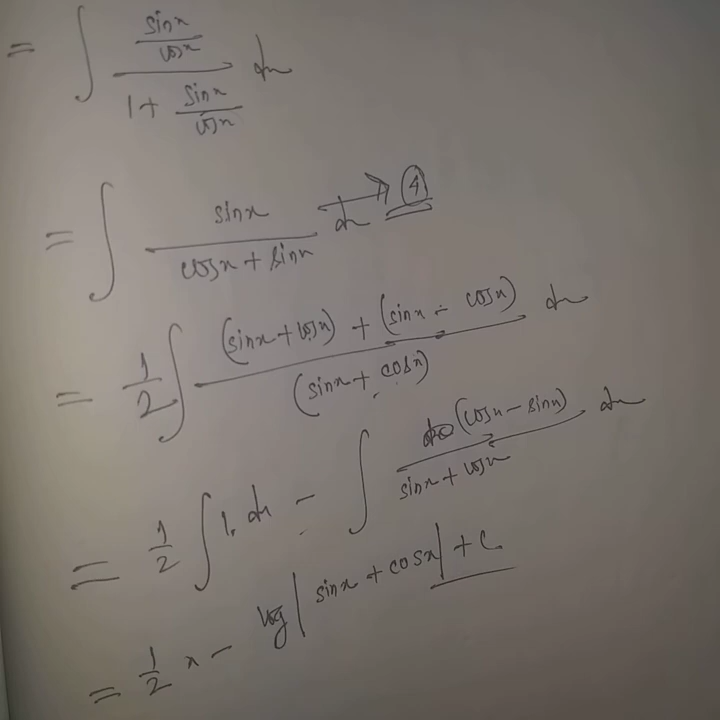 = ∫ (sinx/cosx) / (1 + sinx/cosx) dx
= ∫ sinx / (cosx + sinx) dx → ④
= 1/2 ∫ ((sinx + cosx) + (sinx - cosx)) / (sinx + cosx) dx
= 1/2 ∫ 1. dx - ∫ (cosx - sinx) / (sinx + cosx) dx
= 1/2 x - log | sinx + cosx | + C